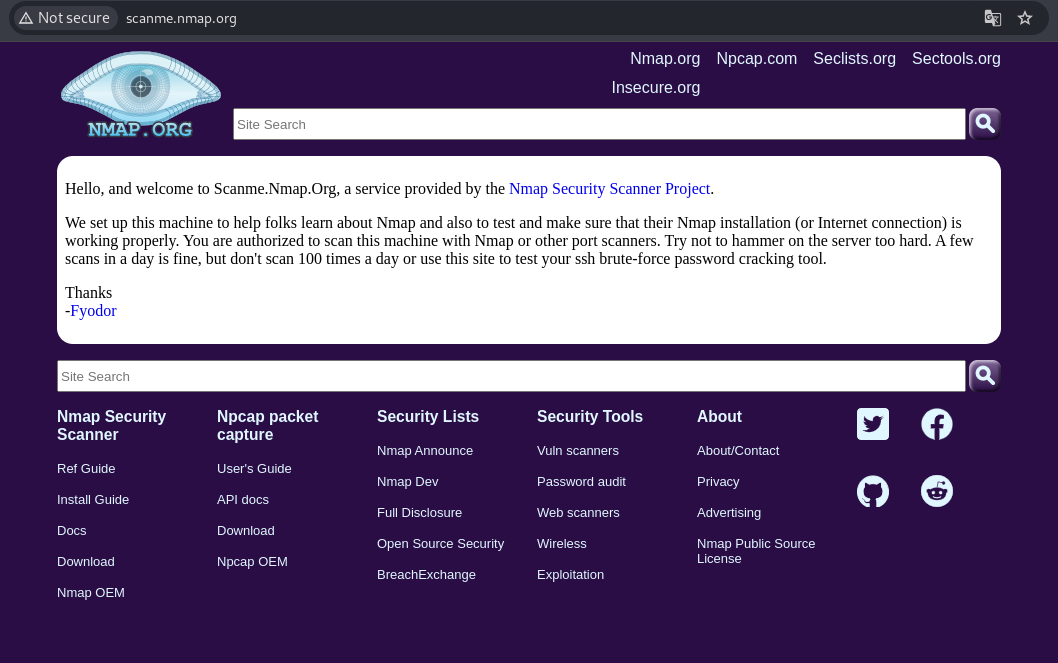 Not secure scanme.nmap.org
NMAP.ORG
Nmap.org Npcap.com Seclists.org Sectools.org
Insecure.org
Site Search
Hello, and welcome to Scanme.Nmap.Org, a service provided by the Nmap Security Scanner Project.
We set up this machine to help folks learn about Nmap and also to test and make sure that their Nmap installation (or Internet connection) is
working properly. You are authorized to scan this machine with Nmap or other port scanners. Try not to hammer on the server too hard. A few
scans in a day is fine, but don't scan 100 times a day or use this site to test your ssh brute-force password cracking tool.
Thanks
-Fyodor
Site Search
Nmap Security
Scanner
Ref Guide
Install Guide
Docs
Download
Nmap OEM
Npcap packet
capture
User's Guide
API docs
Download
Npcap OEM
Security Lists
Nmap Announce
Nmap Dev
Full Disclosure
Open Source Security
BreachExchange
Security Tools
Vuln scanners
Password audit
Web scanners
Wireless
Exploitation
About
About/Contact
Privacy
Advertising
Nmap Public Source
License